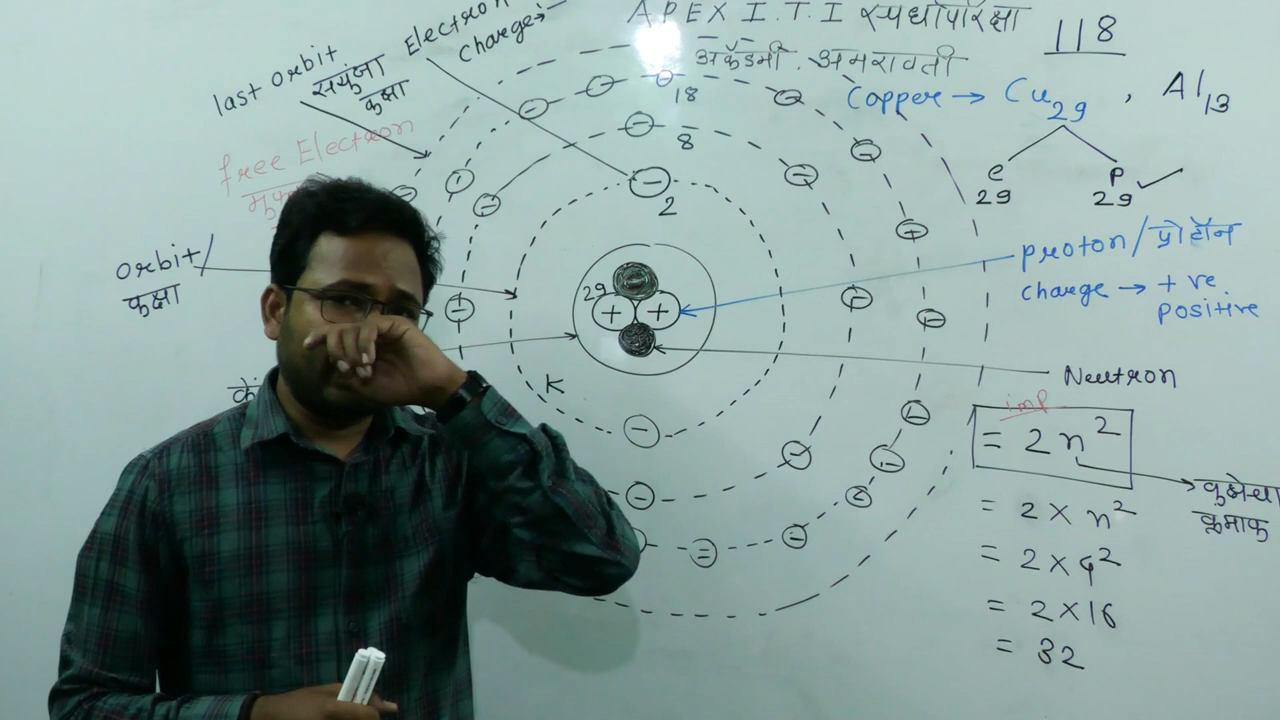 APEX I.T.I स्पर्धापरिक्षा
अकॅडमी. अमरावती
118
Electron
charge:-
last orbit
सयुंजा
कक्षा
free Electron
orbit/
कक्षा
Copper → Cu29 , Al13
e
29
P
29
proton/प्रोटॉन
charge → +ve.
positive
Neutron
imp
= 2n²
कक्षेचा
क्रमांक
= 2 × n²
= 2 × 4²
= 2 × 16
= 32
18
8
2
29
+ +
K
के